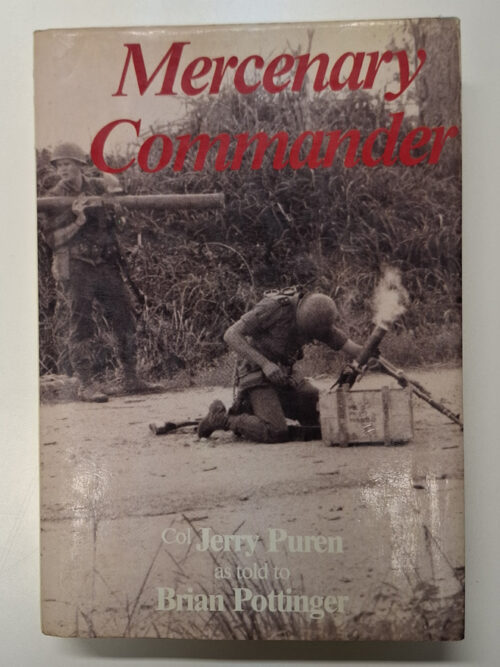 Mercenary
Commander
Col Jerry Puren
as told to
Brian Pottinger